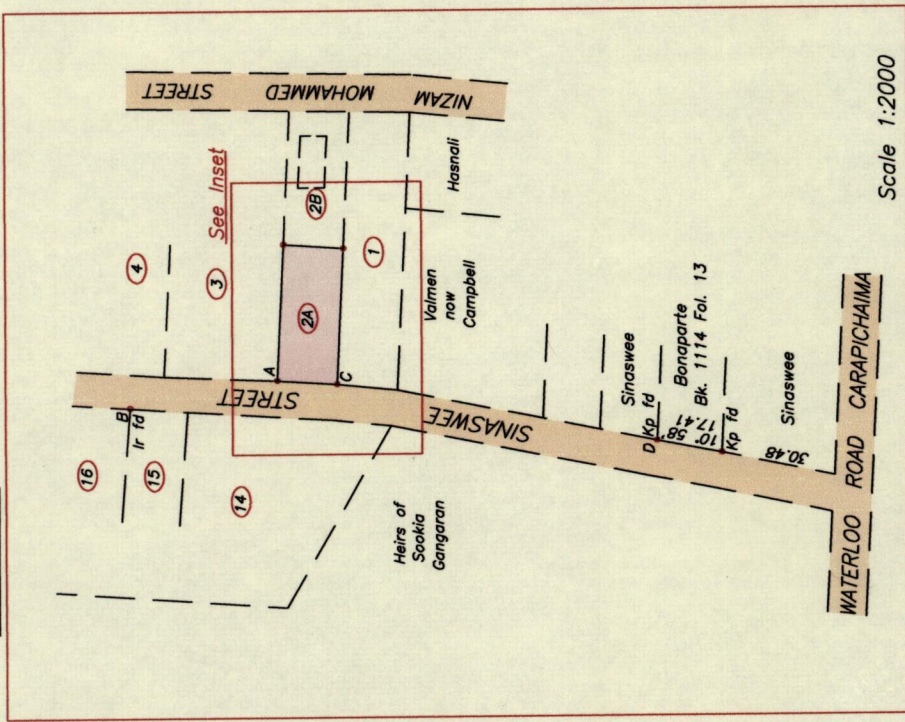 See Inset
STREET
MOHAMMED
NIZAM
4
3
2B
2A
1
Hasnali
Valmen
now
Campbell
A
C
B
Ir fd
16
15
14
STREET
SINASWEE
Heirs of
Sookia
Gangaran
Sinaswee
D Kp fd
Bonaparte
Bk. 1114 Fol. 13
10° 58'
17.41
Kp fd
Sinaswee
30.48
WATERLOO ROAD CARAPICHAIMA
Scale 1:2000